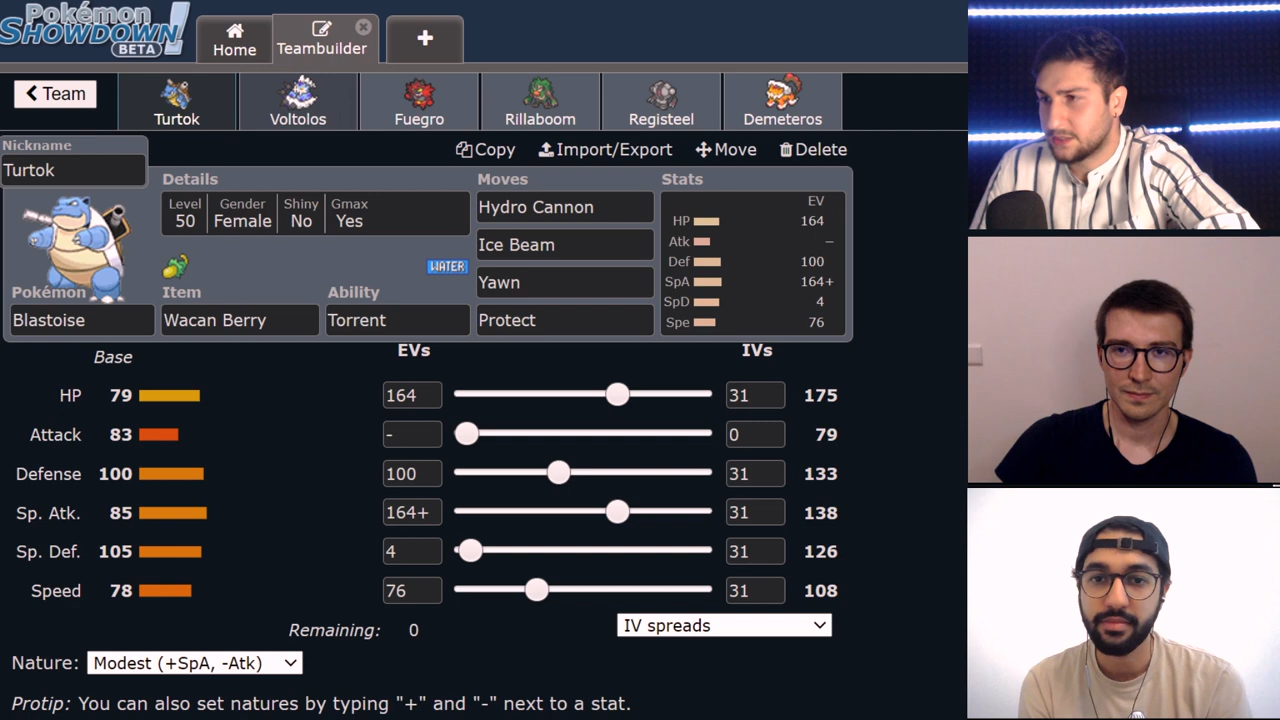 Pokémon
SHOWDOWN!
BETA
Home
Teambuilder
+
Team
Turtok
Voltolos
Fuegro
Rillaboom
Registeel
Demeteros
Copy
Import/Export
Move
Delete
Nickname
Turtok
Details
Moves
Stats
Level
50
Gender
Female
Shiny
No
Gmax
Yes
WATER
Pokémon
Blastoise
Item
Wacan Berry
Ability
Torrent
Hydro Cannon
Ice Beam
Yawn
Protect
EV
HP 164
Atk –
Def 100
SpA 164+
SpD 4
Spe 76
Base EVs IVs
HP 79 164 31 175
Attack 83 - 0 79
Defense 100 100 31 133
Sp. Atk. 85 164+ 31 138
Sp. Def. 105 4 31 126
Speed 78 76 31 108
Remaining: 0
IV spreads
Nature: Modest (+SpA, -Atk)
Protip: You can also set natures by typing "+" and "-" next to a stat.